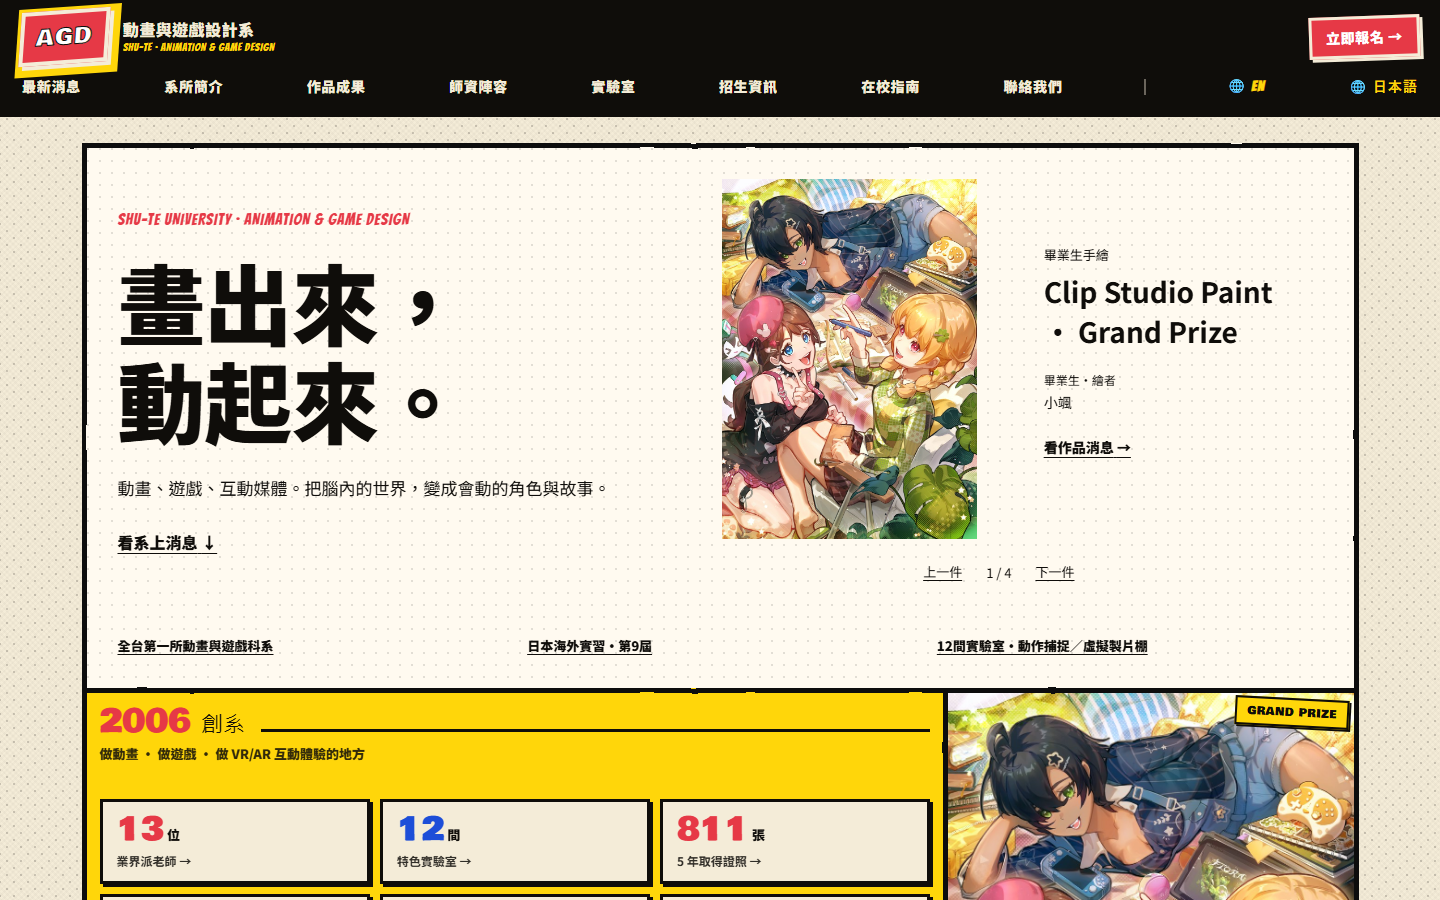 AGD
動畫與遊戲設計系
SHU-TE · ANIMATION & GAME DESIGN
立即報名 →
最新消息
系所簡介
作品成果
師資陣容
實驗室
招生資訊
在校指南
聯絡我們
EN
日本語
SHU-TE UNIVERSITY · ANIMATION & GAME DESIGN
畫出來，
動起來。
動畫、遊戲、互動媒體。把腦內的世界，變成會動的角色與故事。
看系上消息 ↓
畢業生手繪
Clip Studio Paint
・ Grand Prize
畢業生・繪者
小颯
看作品消息 →
上一件
1 / 4
下一件
全台第一所動畫與遊戲科系
日本海外實習・第9屆
12間實驗室・動作捕捉／虛擬製片棚
2006 創系
做動畫 ・ 做遊戲 ・ 做 VR/AR 互動體驗的地方
13 位
業界派老師 →
12 間
特色實驗室 →
811 張
5 年取得證照 →
GRAND PRIZE